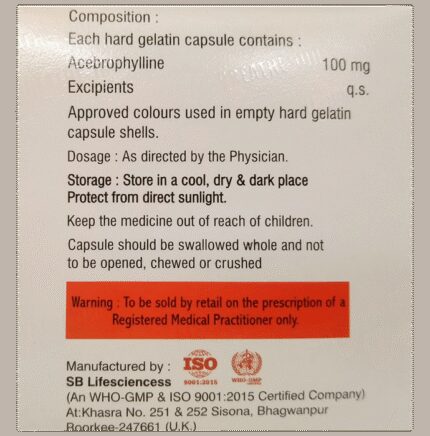 Composition :
Each hard gelatin capsule contains :
Acebrophylline 100 mg
Excipients q.s.
Approved colours used in empty hard gelatin
capsule shells.
Dosage : As directed by the Physician.
Storage : Store in a cool, dry & dark place
Protect from direct sunlight.
Keep the medicine out of reach of children.
Capsule should be swallowed whole and not
to be opened, chewed or crushed
Warning : To be sold by retail on the prescription of a
Registered Medical Practitioner only.
Manufactured by :
ISO
9001:2015
WHO-GMP
SB Lifesciencess
(An WHO-GMP & ISO 9001:2015 Certified Company)
At:Khasra No. 251 & 252 Sisona, Bhagwanpur
Roorkee-247661 (U.K.)